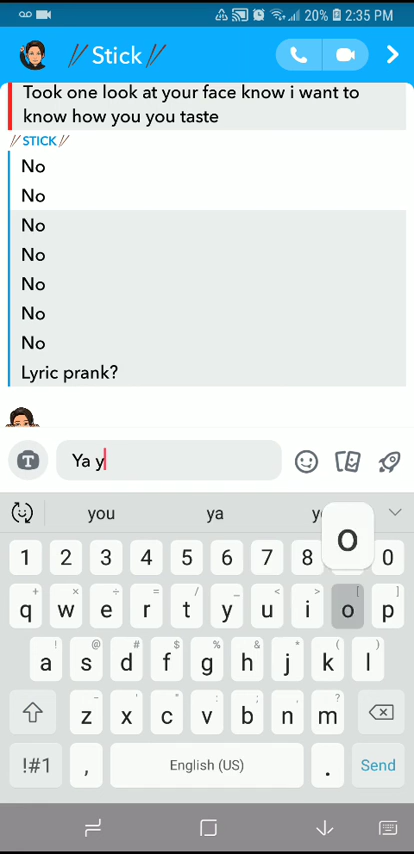 20% 2:35 PM
Stick
Took one look at your face know i want to
know how you you taste
STICK
No
No
No
No
No
No
No
Lyric prank?
T
Ya y
you ya y
o
1 2 3 4 5 6 7 8 0
+ × ÷ = / _ < > [ ]
q w e r t y u i o p
! @ # $ % & * ( )
a s d f g h j k l
- ' " : ; , ?
z x c v b n m
!#1 , English (US) . Send